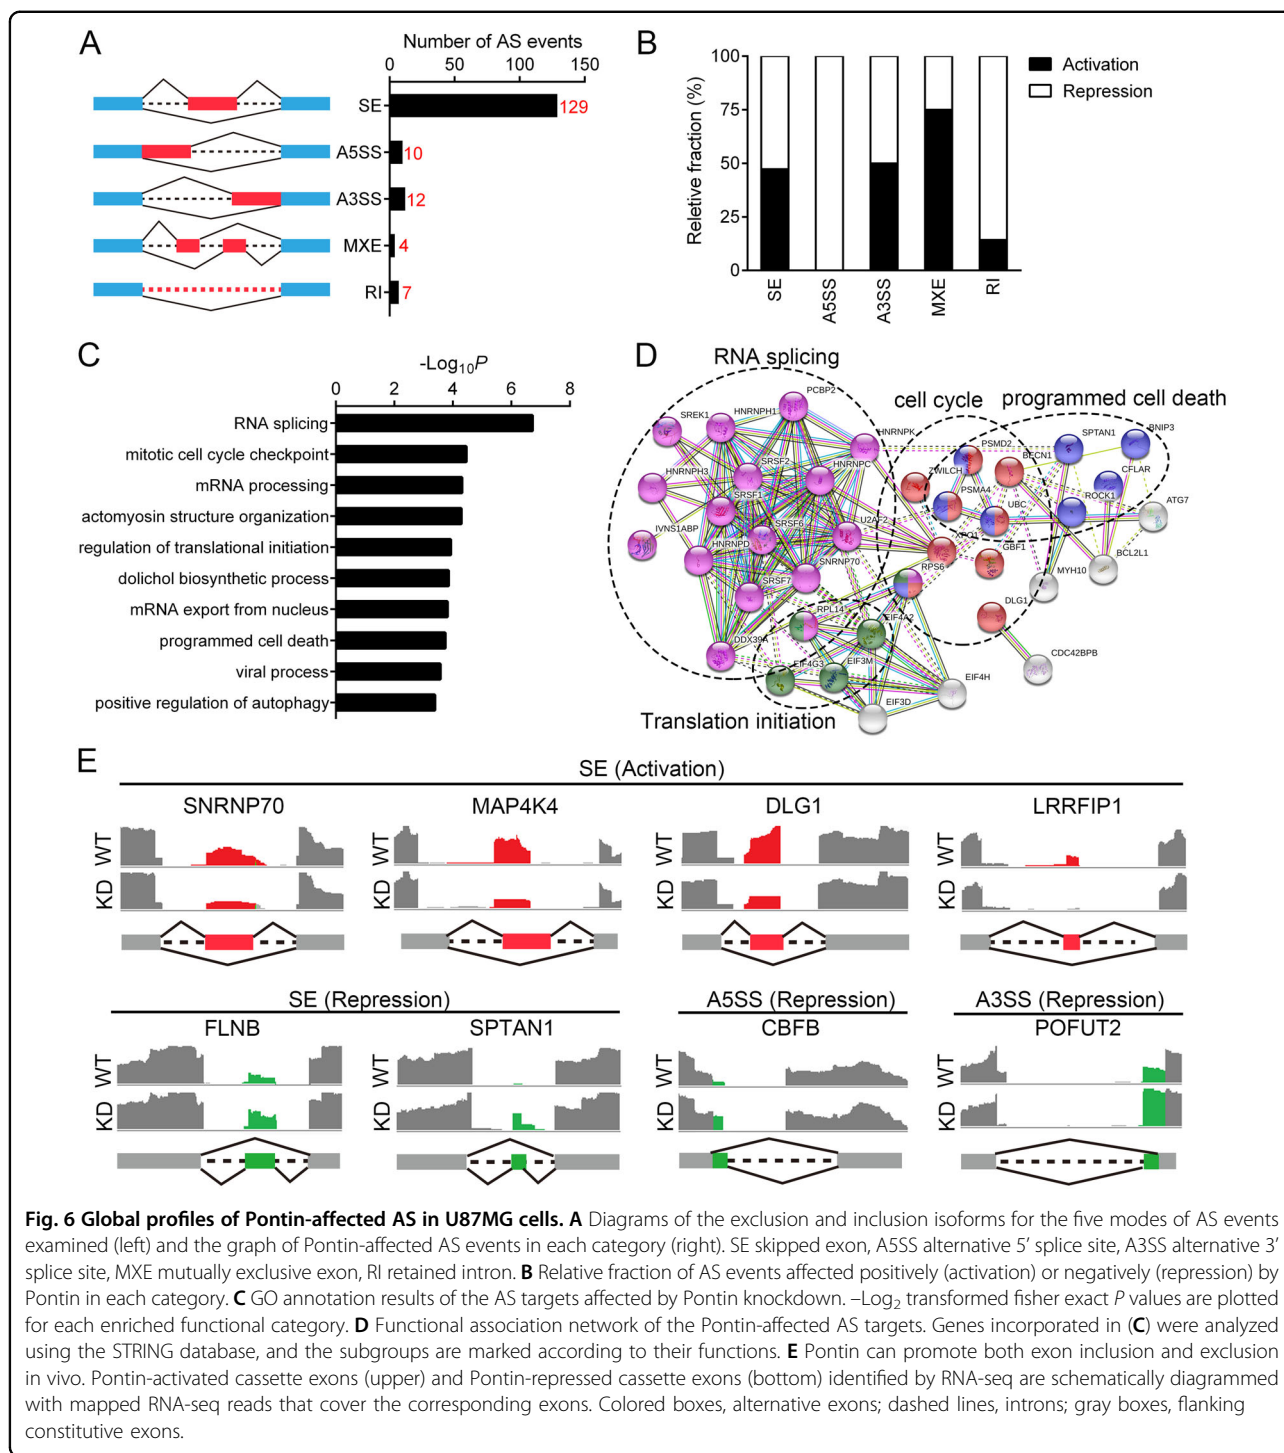 A
Number of AS events
0 50 100 150
SE 129
A5SS 10
A3SS 12
MXE 4
RI 7
B
Reletive fraction (%)
100
75
50
25
0
SE
A5SS
A3SS
MXE
RI
Activation
Repression
C
-Log10P
0 2 4 6 8
RNA splicing
mitotic cell cycle checkpoint
mRNA processing
actomyosin structure organization
regulation of translational initiation
dolichol biosynthetic process
mRNA export from nucleus
programmed cell death
viral process
positive regulation of autophagy
D
RNA splicing
cell cycle
programmed cell death
Translation initiation
PCBP2
SREK1
HNRNPH1
HNRNPK
HNRNPH3
SRSF2
HNRNPC
SRSF1
IVNS1ABP
SRSF6
U2AF2
HNRNPD
SNRNP70
SRSF7
DDX39A
RPL14
EIF4A2
EIF4G3
EIF3M
EIF3D
EIF4H
RPS6
ZWILCH
PSMD2
BECN1
SPTAN1
BNIP3
CFLAR
PSMA4
UBC
ROCK1
ATG7
GBF1
BCL2L1
MYH10
DLG1
CDC42BPB
E
SE (Activation)
SNRNP70 MAP4K4 DLG1 LRRFIP1
WT WT WT WT
KD KD KD KD
SE (Repression) A5SS (Repression) A3SS (Repression)
FLNB SPTAN1 CBFB POFUT2
WT WT WT WT
KD KD KD KD
Fig. 6 Global profiles of Pontin-affected AS in U87MG cells. A Diagrams of the exclusion and inclusion isoforms for the five modes of AS events
examined (left) and the graph of Pontin-affected AS events in each category (right). SE skipped exon, A5SS alternative 5′ splice site, A3SS alternative 3′
splice site, MXE mutually exclusive exon, RI retained intron. B Relative fraction of AS events affected positively (activation) or negatively (repression) by
Pontin in each category. C GO annotation results of the AS targets affected by Pontin knockdown. –Log2 transformed fisher exact P values are plotted
for each enriched functional category. D Functional association network of the Pontin-affected AS targets. Genes incorporated in (C) were analyzed
using the STRING database, and the subgroups are marked according to their functions. E Pontin can promote both exon inclusion and exclusion
in vivo. Pontin-activated cassette exons (upper) and Pontin-repressed cassette exons (bottom) identified by RNA-seq are schematically diagrammed
with mapped RNA-seq reads that cover the corresponding exons. Colored boxes, alternative exons; dashed lines, introns; gray boxes, flanking
constitutive exons.